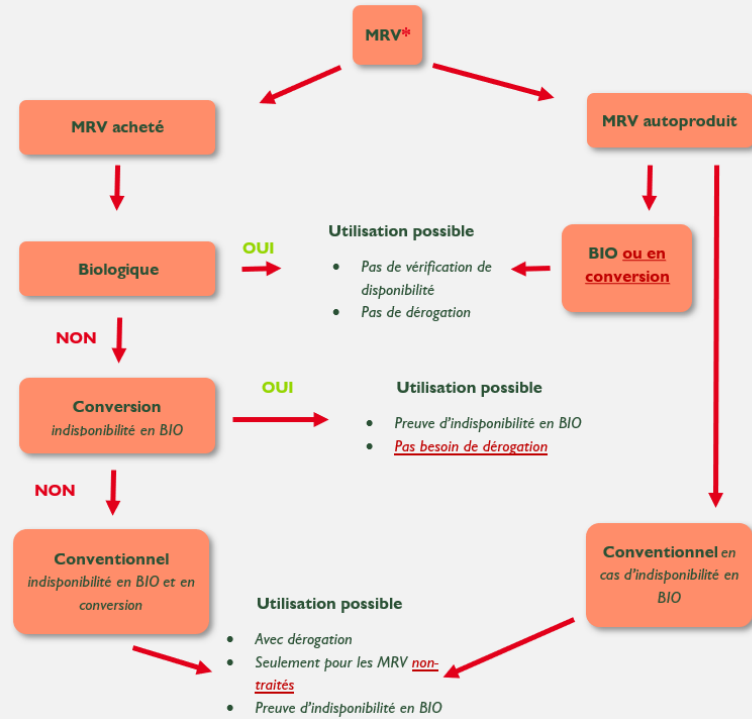 MRV*
MRV acheté
MRV autoproduit
Biologique
OUI
Utilisation possible
• Pas de vérification de
disponibilité
• Pas de dérogation
BIO ou en
conversion
NON
Conversion
indisponibilité en BIO
OUI
Utilisation possible
• Preuve d'indisponibilité en BIO
• Pas besoin de dérogation
NON
Conventionnel
indisponibilité en BIO et en
conversion
Conventionnel en
cas d'indisponibilité en
BIO
Utilisation possible
• Avec dérogation
• Seulement pour les MRV non-
traités
• Preuve d'indisponibilité en BIO